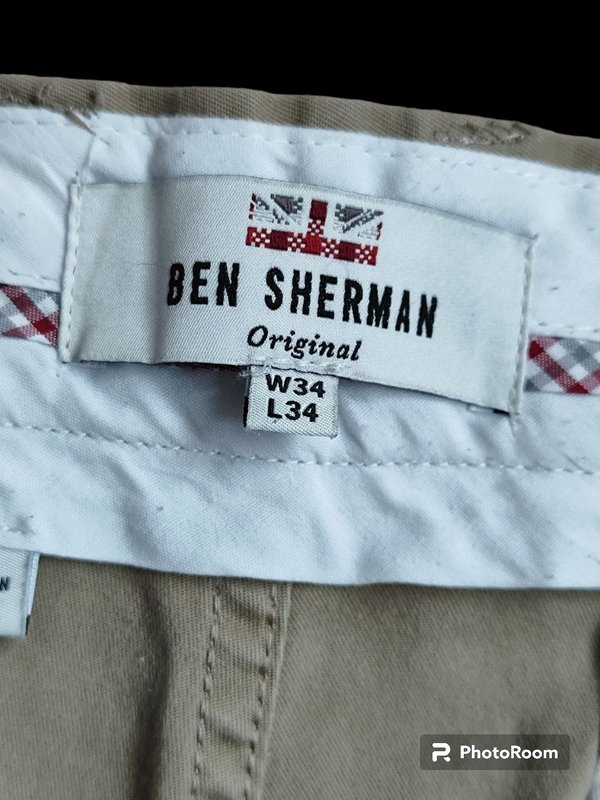 BEN SHERMAN
Original
W34
L34
N
PhotoRoom